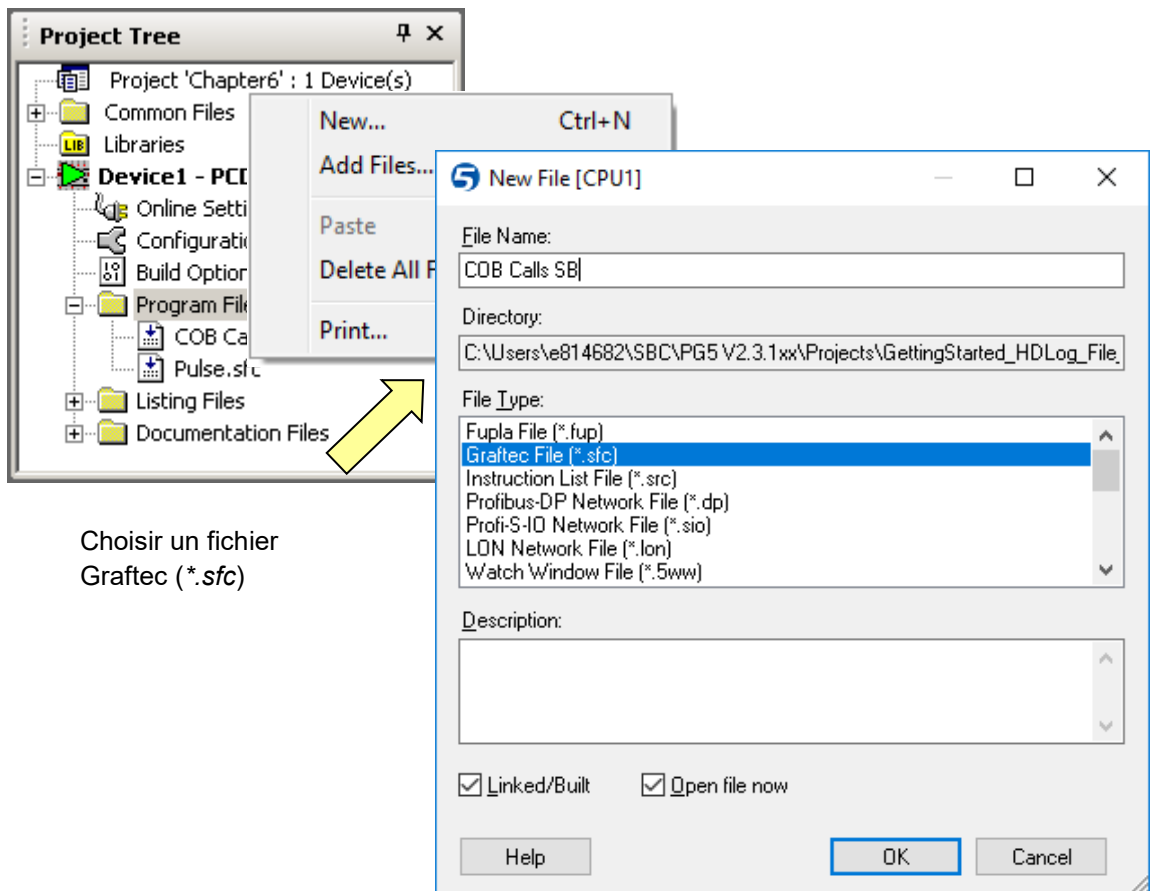 Project Tree
Project 'Chapter6' : 1 Device(s)
Common Files
Libraries
LIB
Device1 - PCD
Online Setti
Configuratio
Build Option
Program File
COB Ca
Pulse.sfc
Listing Files
Documentation Files
New... Ctrl+N
Add Files...
Paste
Delete All F
Print...
Choisir un fichier
Graftec (*.sfc)
New File [CPU1]
File Name:
COB Calls SB
Directory:
C:\Users\e814682\SBC\PG5 V2.3.1xx\Projects\GettingStarted_HDLog_File_
File Type:
Fupla File (*.fup)
Graftec File (*.sfc)
Instruction List File (*.src)
Profibus-DP Network File (*.dp)
Profi-S-IO Network File (*.sio)
LON Network File (*.lon)
Watch Window File (*.5ww)
Description:
Linked/Built Open file now
Help OK Cancel